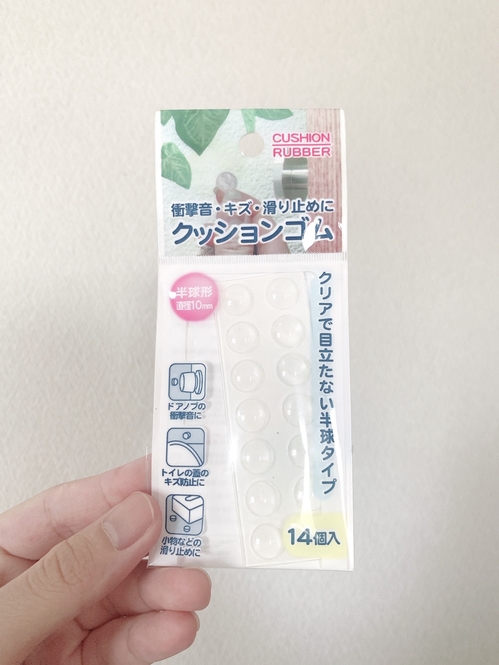 CUSHION
RUBBER
衝撃音・キズ・滑り止めに
クッションゴム
半球形
直径10mm
クリアで目立たない半球タイプ
ドアノブの
衝撃音に
トイレの蓋の
キズ防止に
小物などの
滑り止めに
14個入